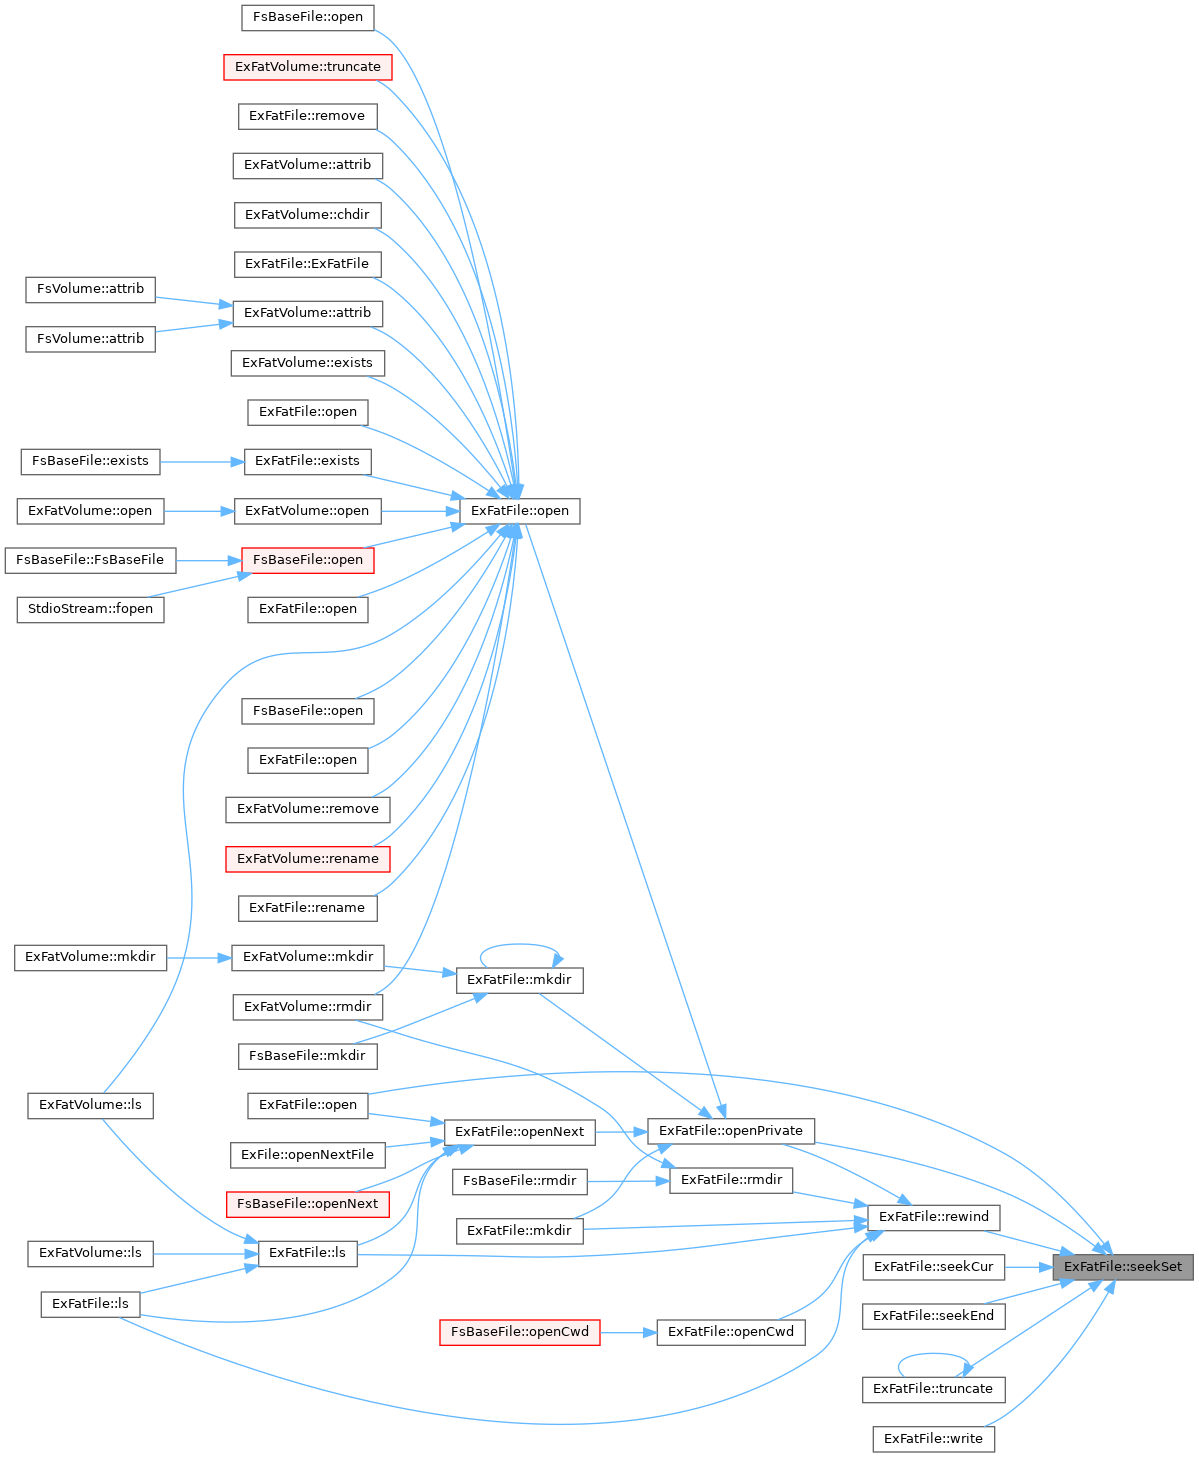 FsBaseFile::open
ExFatVolume::truncate
ExFatFile::remove
ExFatVolume::attrib
ExFatVolume::chdir
ExFatFile::ExFatFile
FsVolume::attrib
ExFatVolume::attrib
FsVolume::attrib
ExFatVolume::exists
ExFatFile::open
FsBaseFile::exists
ExFatFile::exists
ExFatVolume::open
ExFatVolume::open
ExFatFile::open
FsBaseFile::FsBaseFile
FsBaseFile::open
StdioStream::fopen
ExFatFile::open
FsBaseFile::open
ExFatFile::open
ExFatVolume::remove
ExFatVolume::rename
ExFatFile::rename
ExFatVolume::mkdir
ExFatVolume::mkdir
ExFatFile::mkdir
ExFatVolume::rmdir
FsBaseFile::mkdir
ExFatVolume::ls
ExFatFile::open
ExFatFile::openNext
ExFatFile::openPrivate
ExFile::openNextFile
FsBaseFile::rmdir
ExFatFile::rmdir
FsBaseFile::openNext
ExFatFile::mkdir
ExFatFile::rewind
ExFatVolume::ls
ExFatFile::ls
ExFatFile::seekCur
ExFatFile::seekSet
ExFatFile::ls
ExFatFile::seekEnd
FsBaseFile::openCwd
ExFatFile::openCwd
ExFatFile::truncate
ExFatFile::write